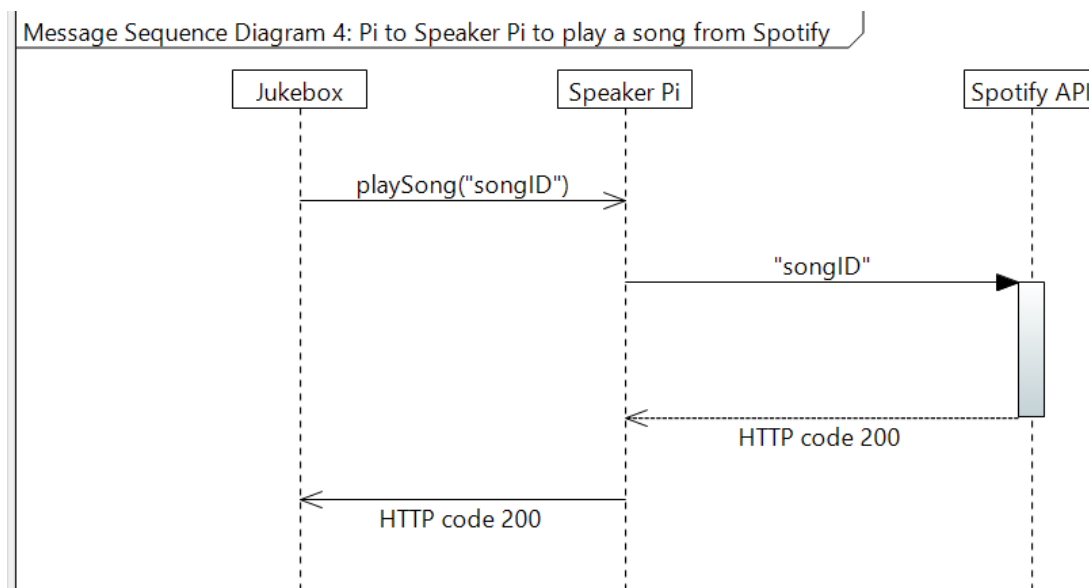 Message Sequence Diagram 4: Pi to Speaker Pi to play a song from Spotify
Jukebox
Speaker Pi
Spotify API
playSong("songID")
"songID"
HTTP code 200
HTTP code 200